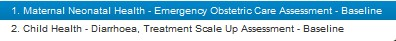 1. Maternal Neonatal Health - Emergency Obstetric Care Assessment - Baseline
2. Child Health - Diarrhoea, Treatment Scale Up Assessment - Baseline